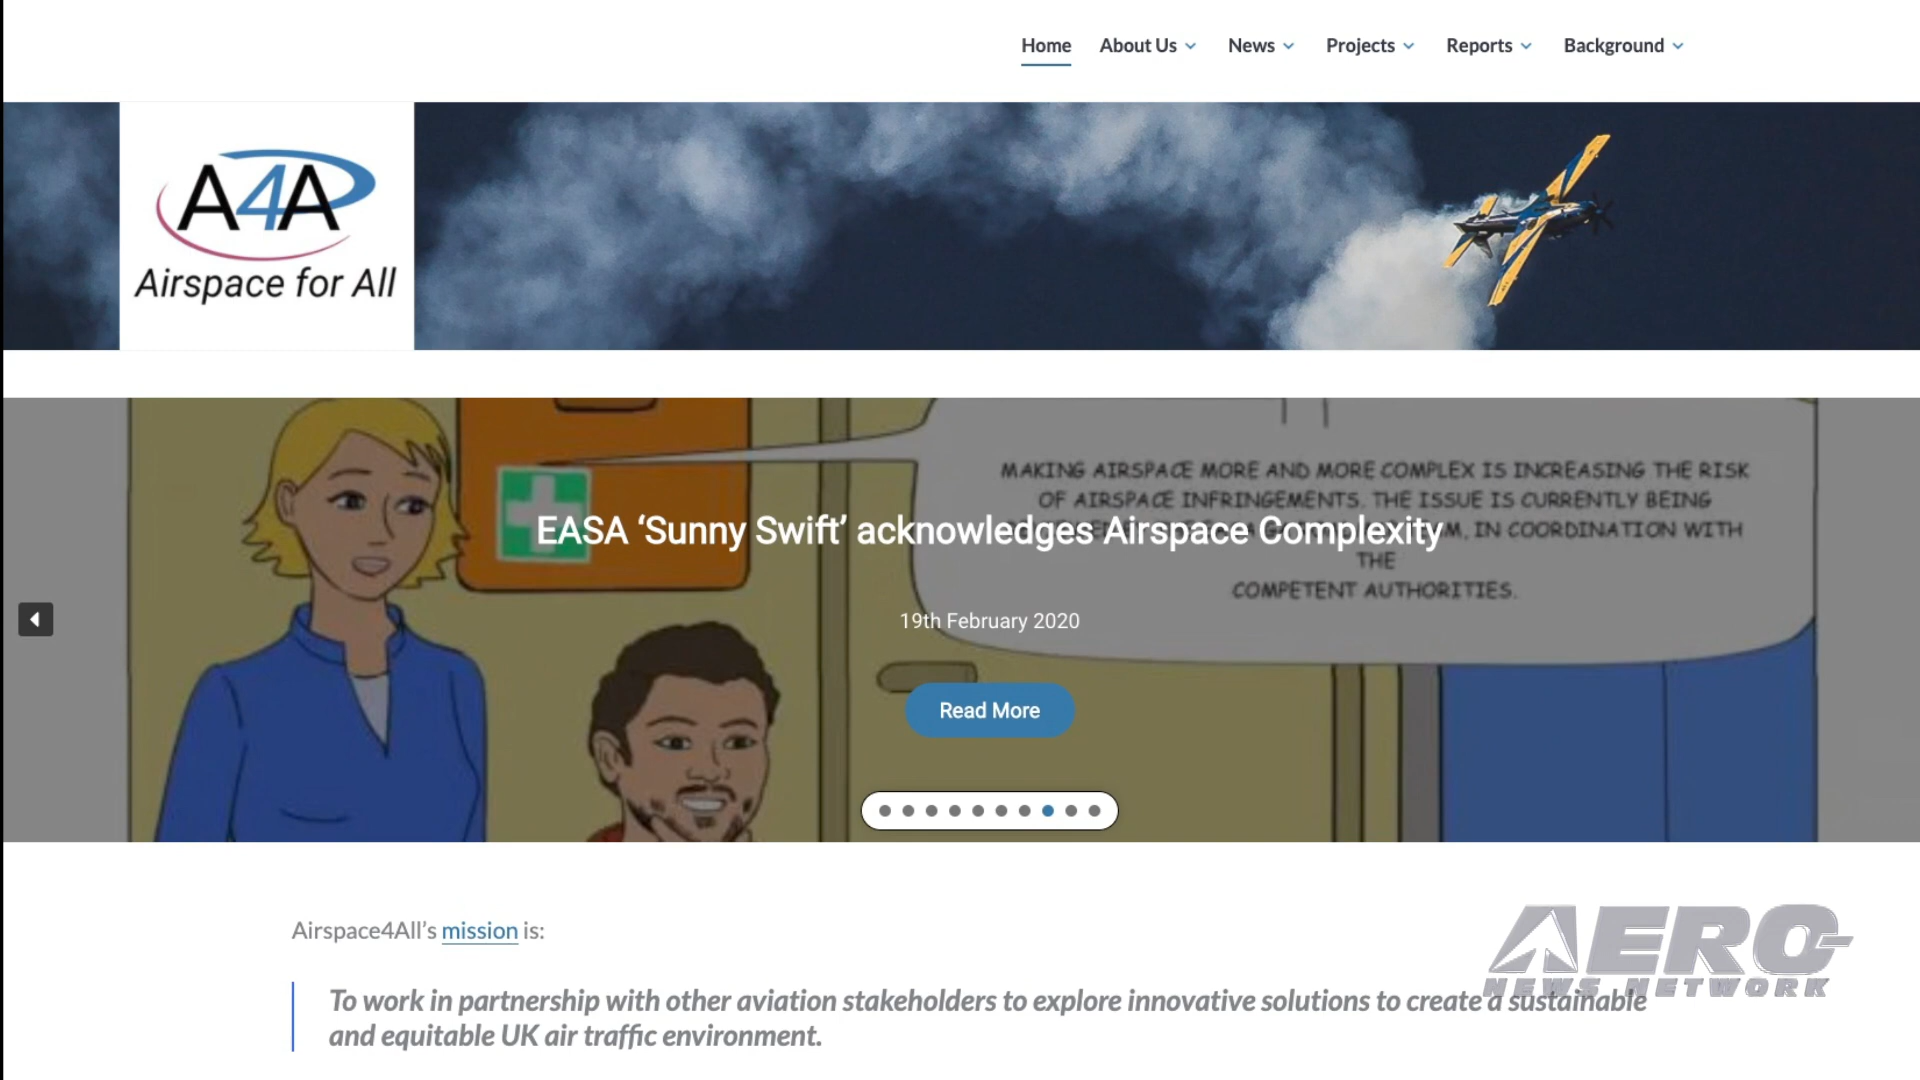 Home About Us News Projects Reports Background
A4A
Airspace for All
MAKING AIRSPACE MORE AND MORE COMPLEX IS INCREASING THE RISK
OF AIRSPACE INFRINGEMENTS. THE ISSUE IS CURRENTLY BEING
IN COORDINATION WITH
THE
COMPETENT AUTHORITIES.
EASA ‘Sunny Swift’ acknowledges Airspace Complexity
19th February 2020
Read More
Airspace4All’s mission is:
To work in partnership with other aviation stakeholders to explore innovative solutions to create a sustainable
and equitable UK air traffic environment.
AERO-
NEWS NETWORK